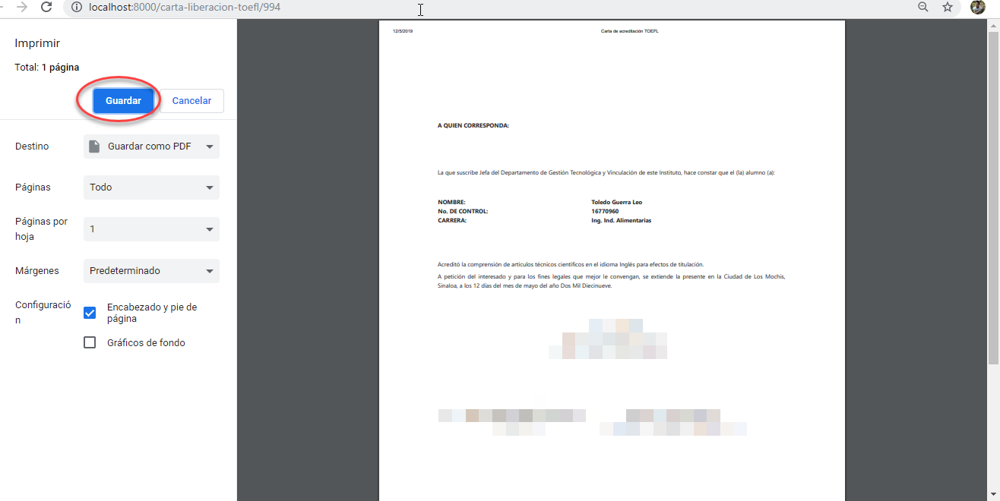 localhost:8000/carta-liberacion-toefl/994
Imprimir
Total: 1 página
Guardar
Cancelar
Destino
Guardar como PDF
Páginas
Todo
Páginas por
hoja
1
Márgenes
Predeterminado
Configuració
n
Encabezado y pie de
página
Gráficos de fondo
12/5/2019
Carta de acreditación TOEFL
A QUIEN CORRESPONDA:
La que suscribe Jefa del Departamento de Gestión Tecnológica y Vinculación de este Instituto, hace constar que el (la) alumno (a):
NOMBRE: Toledo Guerra Leo
No. DE CONTROL: 16770960
CARRERA: Ing. Ind. Alimentarias
Acreditó la comprensión de artículos técnicos científicos en el idioma Inglés para efectos de titulación.
A petición del interesado y para los fines legales que mejor le convengan, se extiende la presente en la Ciudad de Los Mochis,
Sinaloa, a los 12 días del mes de mayo del año Dos Mil Diecinueve.